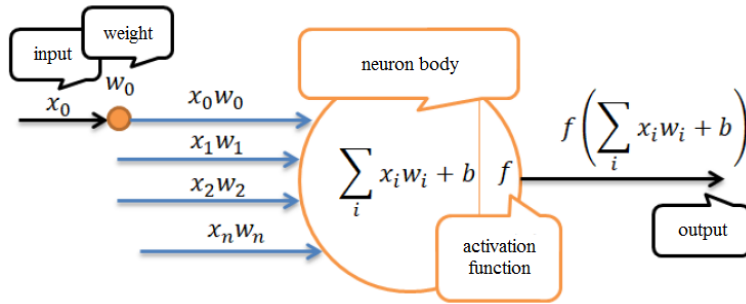 weight
input
neuron body
w₀
x₀
x₀w₀
x₁w₁
x₂w₂
xₙwₙ
∑ᵢ xᵢwᵢ + b
f
f(∑ᵢ xᵢwᵢ + b)
activation
function
output